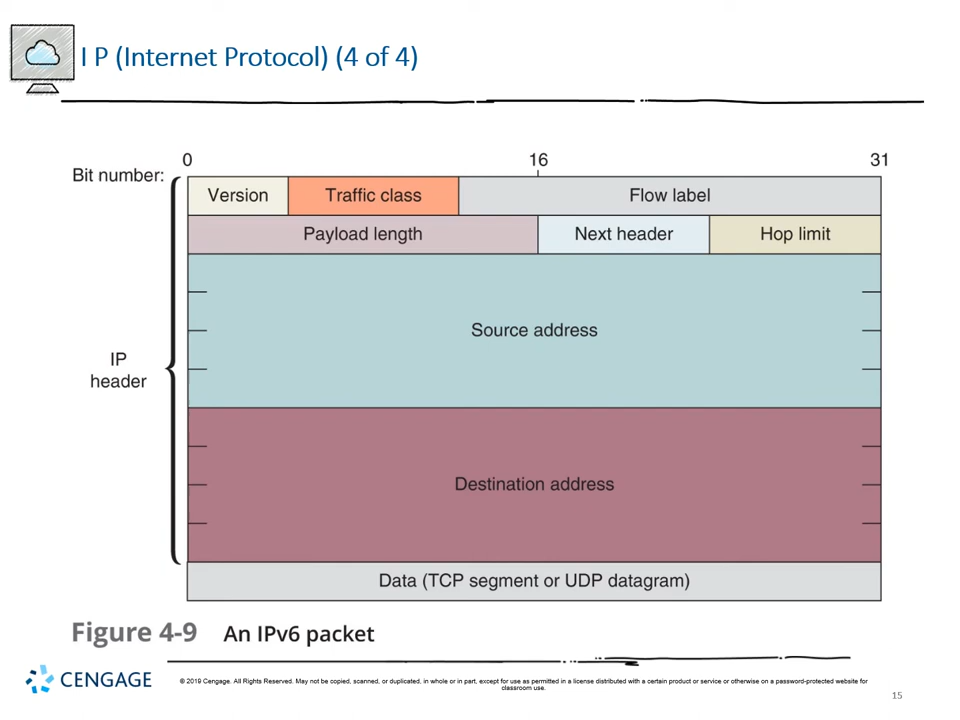 I P (Internet Protocol) (4 of 4)
0 16 31
Bit number:
Version Traffic class Flow label
Payload length Next header Hop limit
Source address
IP
header
Destination address
Data (TCP segment or UDP datagram)
Figure 4-9 An IPv6 packet
CENGAGE
© 2019 Cengage. All Rights Reserved. May not be copied, scanned, or duplicated, in whole or in part, except for use as permitted in a license distributed with a certain product or service or otherwise on a password-protected website for
classroom use.
15